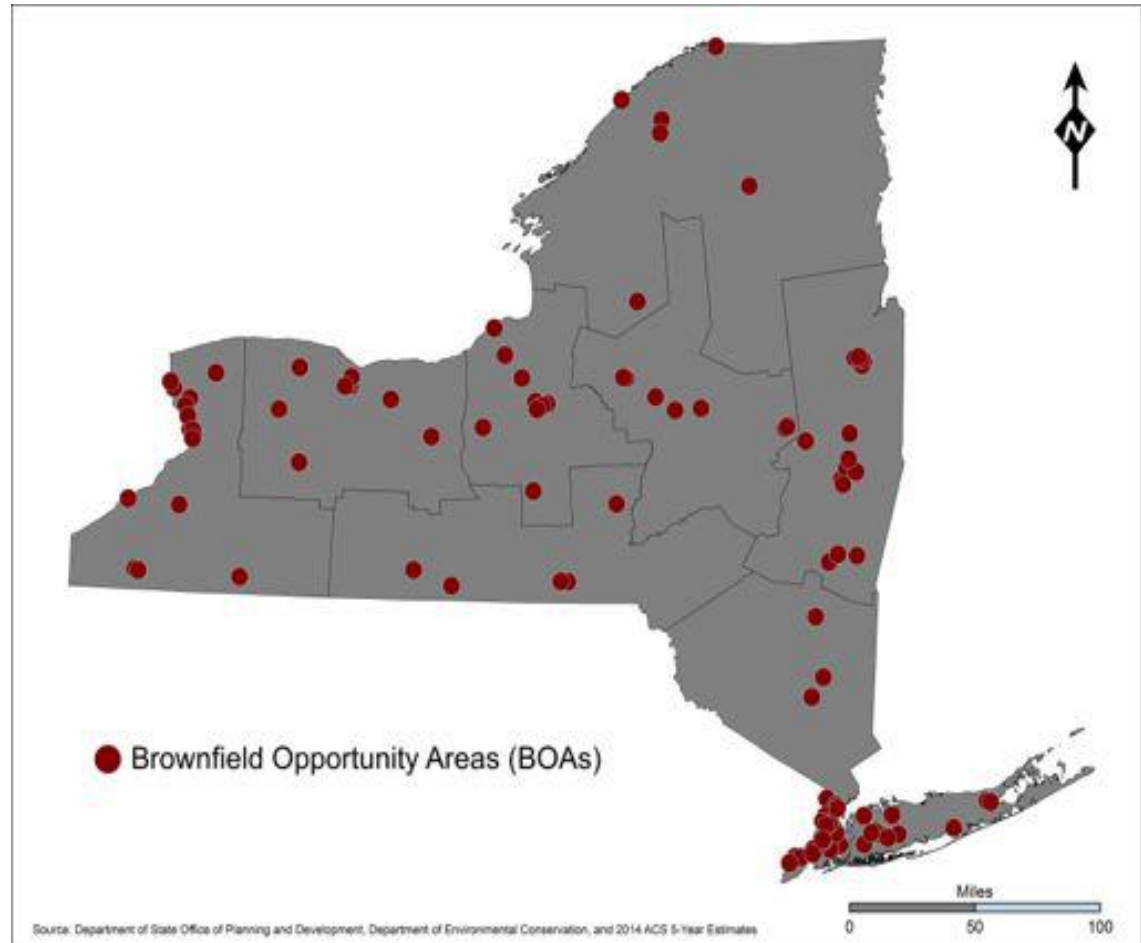 N
Brownfield Opportunity Areas (BOAs)
Miles
0 50 100
Source: Department of State Office of Planning and Development, Department of Environmental Conservation, and 2014 ACS 5-Year Estimates